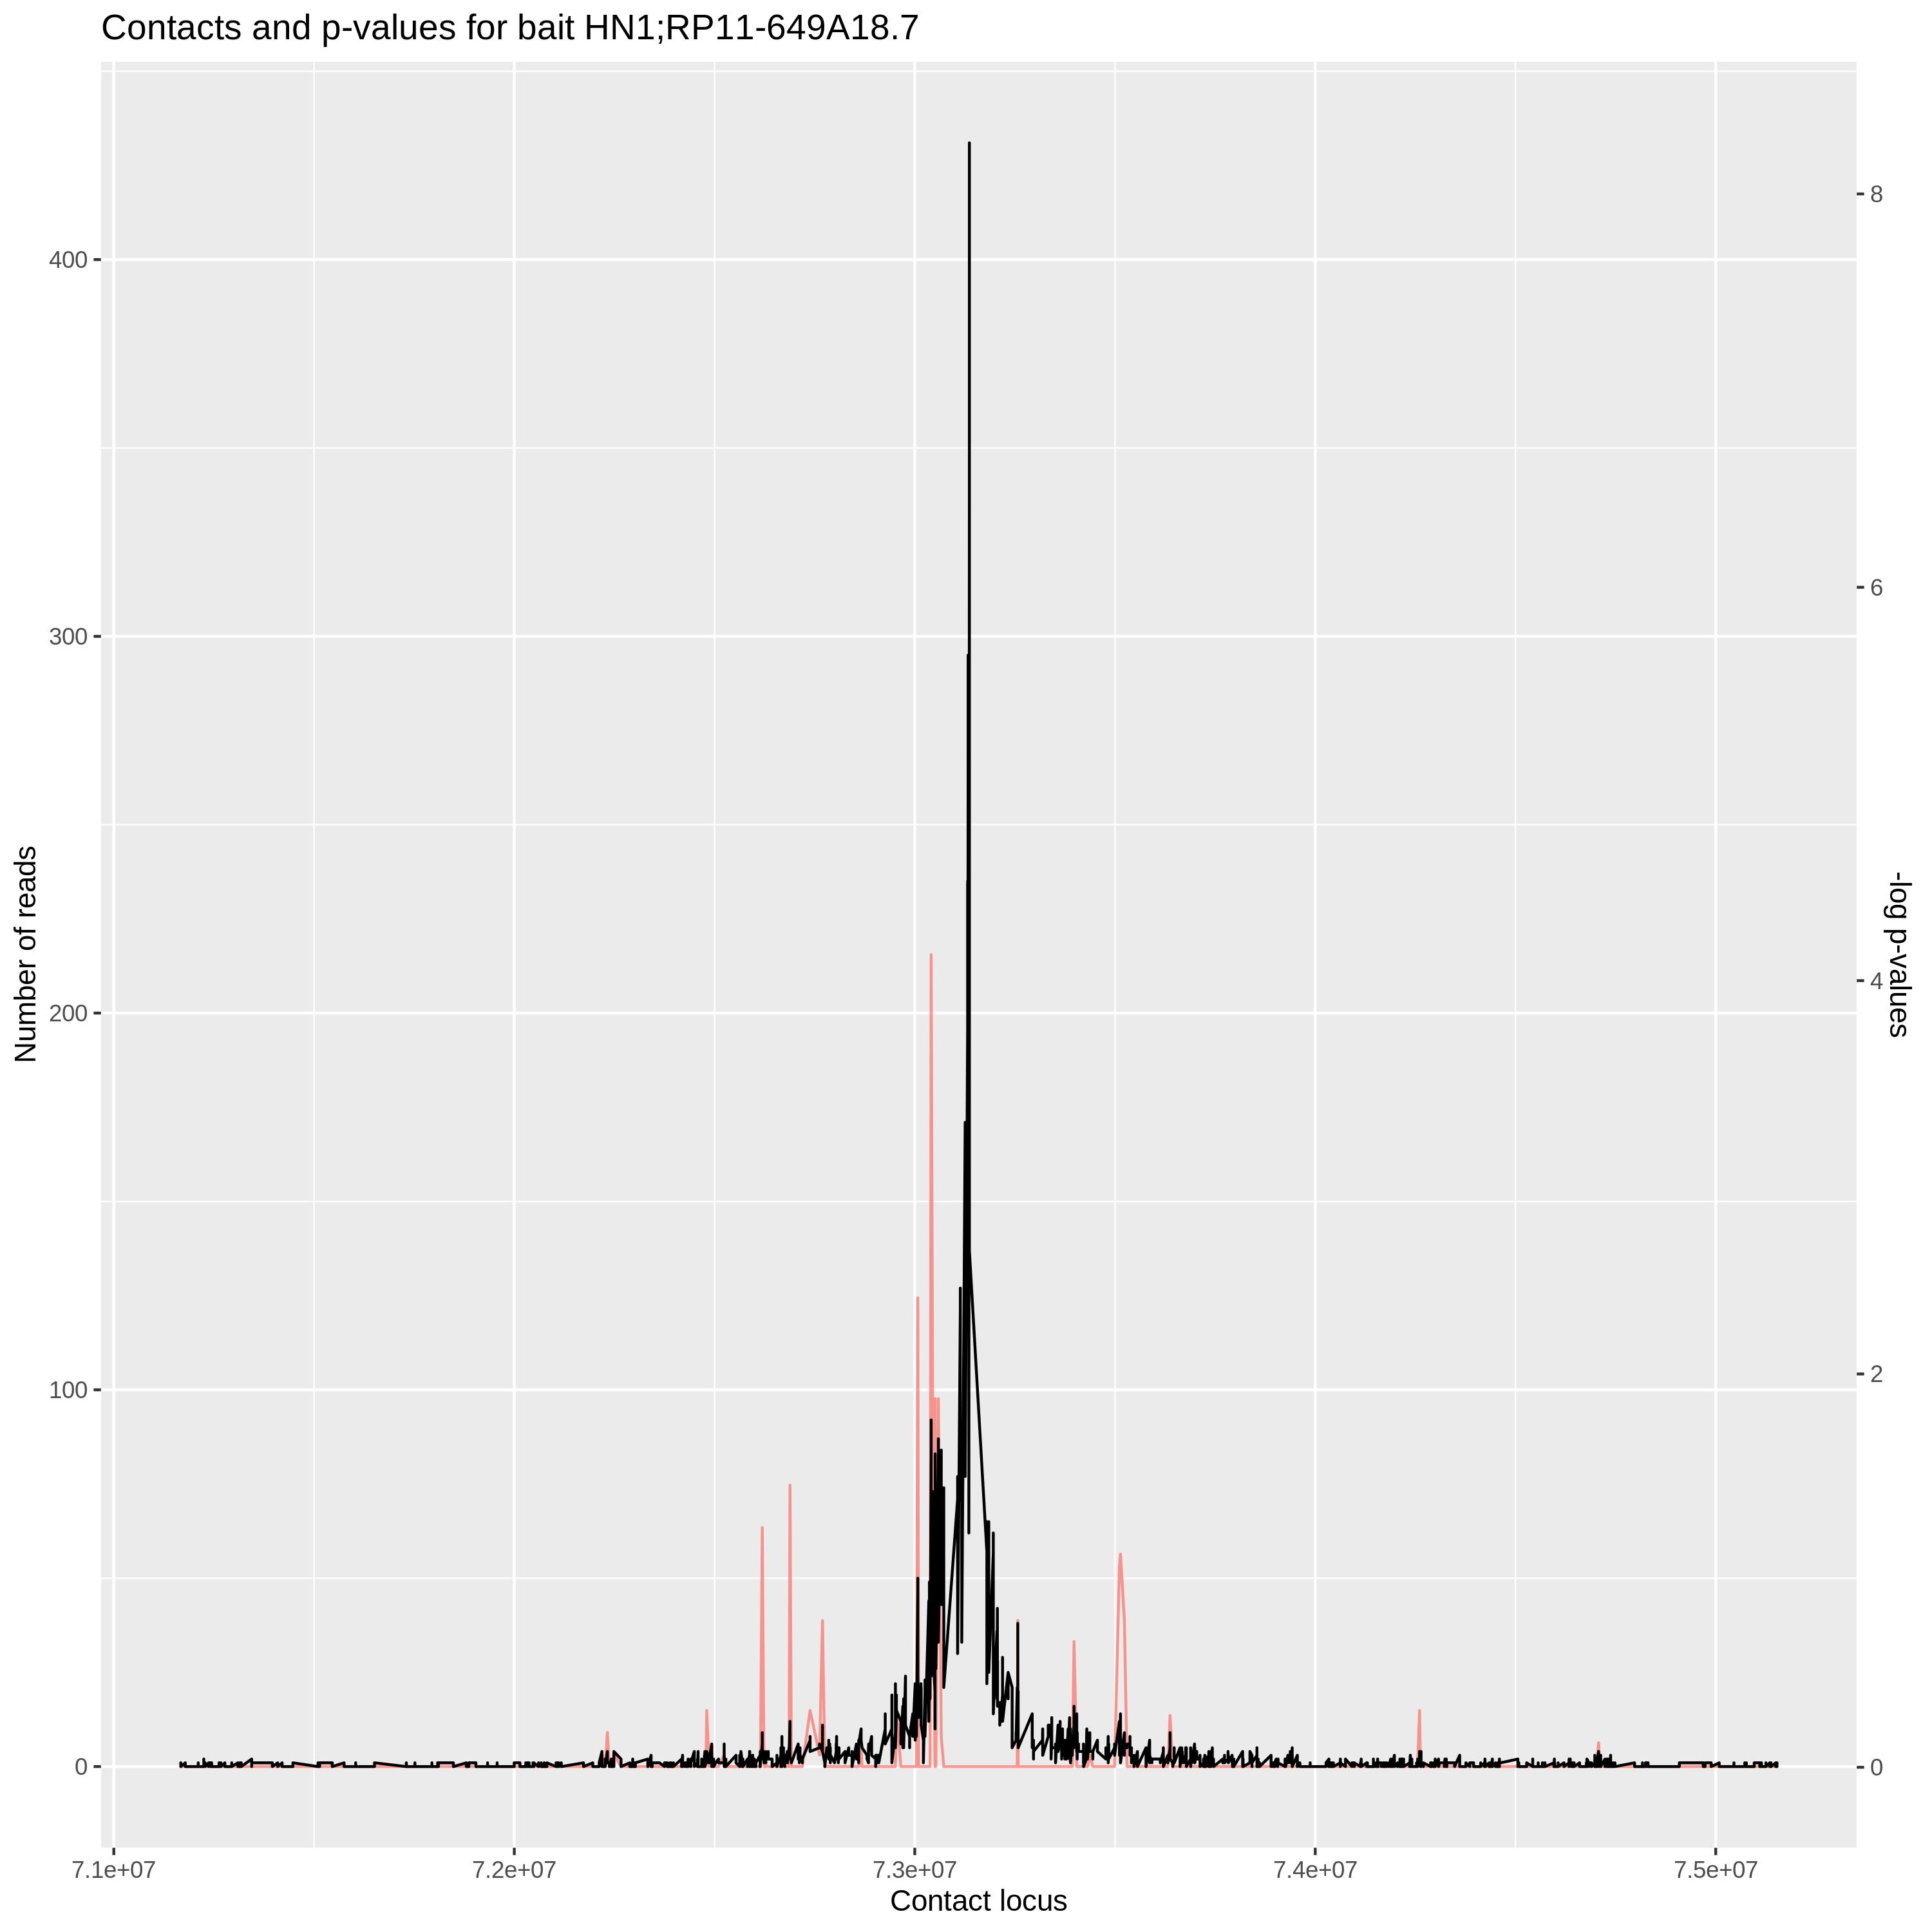 Contacts and p-values for bait HN1;RP11-649A18.7
400
300
200
100
0
Number of reads
8
6
4
2
0
-log p-values
7.1e+07
7.2e+07
7.3e+07
7.4e+07
7.5e+07
Contact locus